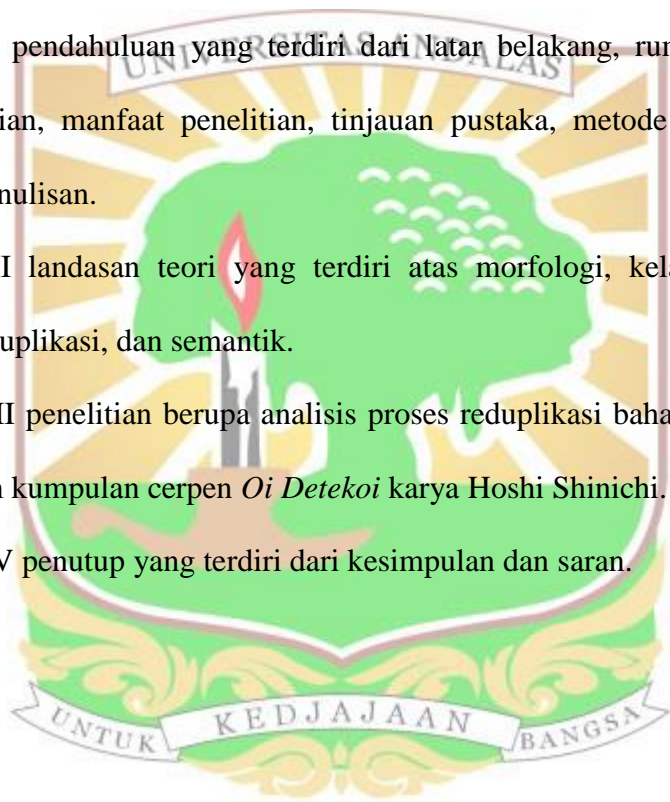 pendahuluan yang terdiri dari latar belakang, rum
UNIVERSITAS ANDALAS
ian, manfaat penelitian, tinjauan pustaka, metode
nulisan.
I landasan teori yang terdiri atas morfologi, kela
uplikasi, dan semantik.
II penelitian berupa analisis proses reduplikasi baha
n kumpulan cerpen Oi Detekoi karya Hoshi Shinichi.
V penutup yang terdiri dari kesimpulan dan saran.
UNTUK KEDJAJAAN BANGSA